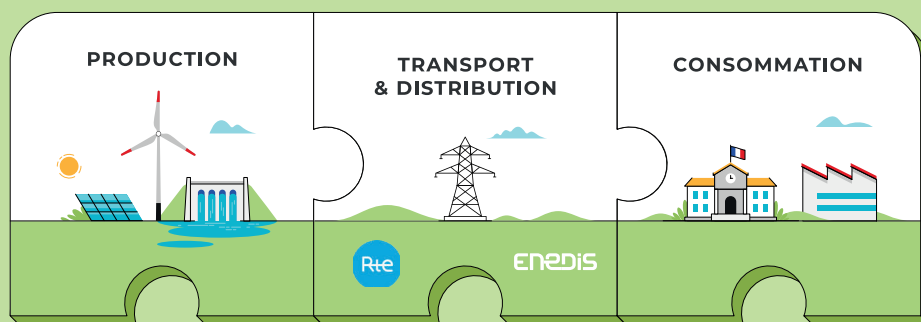 PRODUCTION
TRANSPORT
& DISTRIBUTION
CONSOMMATION
Rte
ENEDIS